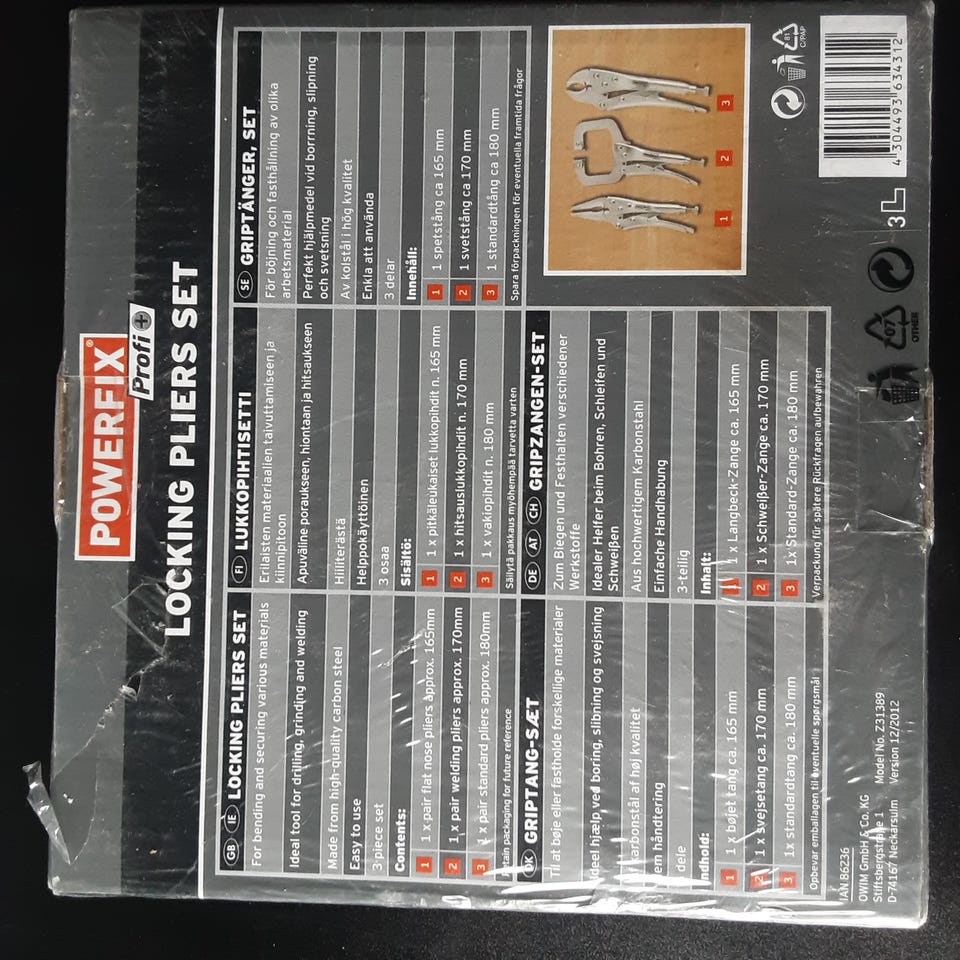 POWERFIX®
Profi+
LOCKING PLIERS SET
GB IE LOCKING PLIERS SET
For bending and securing various materials
Ideal tool for drilling, grinding and welding
Made from high-quality carbon steel
Easy to use
3-piece set
Contents:
1 1 x pair flat nose pliers approx. 165mm
2 1 x pair welding pliers approx. 170mm
3 1 x pair standard pliers approx. 180mm
Retain packaging for future reference
FI LUKKOPIHTISETTI
Erilaisten materiaalien taivuttamiseen ja
kiinnipitoon
Apuväline poraukseen, hiontaan ja hitsaukseen
Hiiliterästä
Helppokäyttöinen
3 osaa
Sisältö:
1 1 x pitkäleukaiset lukkopihdit n. 165 mm
2 1 x hitsauslukkopihdit n. 170 mm
3 1 x vakiopihdit n. 180 mm
Säilytä pakkaus myöhempää tarvetta varten
SE GRIPTÄNGER, SET
För böjning och fasthållning av olika
arbetsmaterial
Perfekt hjälpmedel vid borrning, slipning
och svetsning
Av kolstål i hög kvalitet
Enkla att använda
3 delar
Innehåll:
1 1 spetstång ca 165 mm
2 1 svetstång ca 170 mm
3 1 standardtång ca 180 mm
Spara förpackningen för eventuella framtida frågor
DK GRIPTANG-SÆT
Til at bøje eller fastholde forskellige materialer
Ideel hjælp ved boring, slibning og svejsning
karbonstål af høj kvalitet
em håndtering
dele
Indhold:
1 1 x bøjet tang ca. 165 mm
2 1 x svejsetang ca. 170 mm
3 1x standardtang ca. 180 mm
Opbevar emballagen til eventuelle spørgsmål
DE AT CH GRIPZANGEN-SET
Zum Biegen und Festhalten verschiedener
Werkstoffe
Idealer Helfer beim Bohren, Schleifen und
Schweißen
Aus hochwertigem Karbonstahl
Einfache Handhabung
3-teilig
Inhalt:
1 1 x Langbeck-Zange ca. 165 mm
2 1 x Schweißer-Zange ca. 170 mm
3 1x Standard-Zange ca. 180 mm
Verpackung für spätere Rückfragen aufbewahren
1 2 3
81
C/PAP
4 304493 634312
3 L
07
OTHER
IAN 86236
OWIM GmbH & Co. KG
Stiftsbergstraße 1
D-74167 Neckarsulm
Model No. Z31389
Version 12/2012